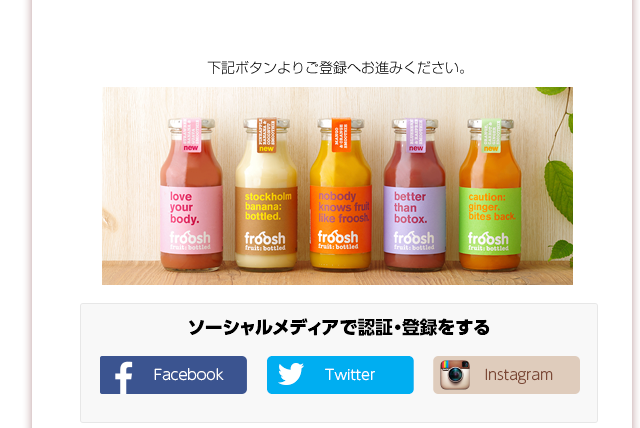 下記ボタンよりご登録へお進みください。
new
new
new
new
love
your
body.
froosh
fruit: bottled
stockholm
banana:
bottled.
froosh
fruit: bottled
nobody
knows fruit
like froosh.
froosh
fruit: bottled
better
than
botox.
froosh
fruit: bottled
caution:
ginger.
bites back.
froosh
fruit: bottled
ソーシャルメディアで認証・登録をする
Facebook
Twitter
Instagram